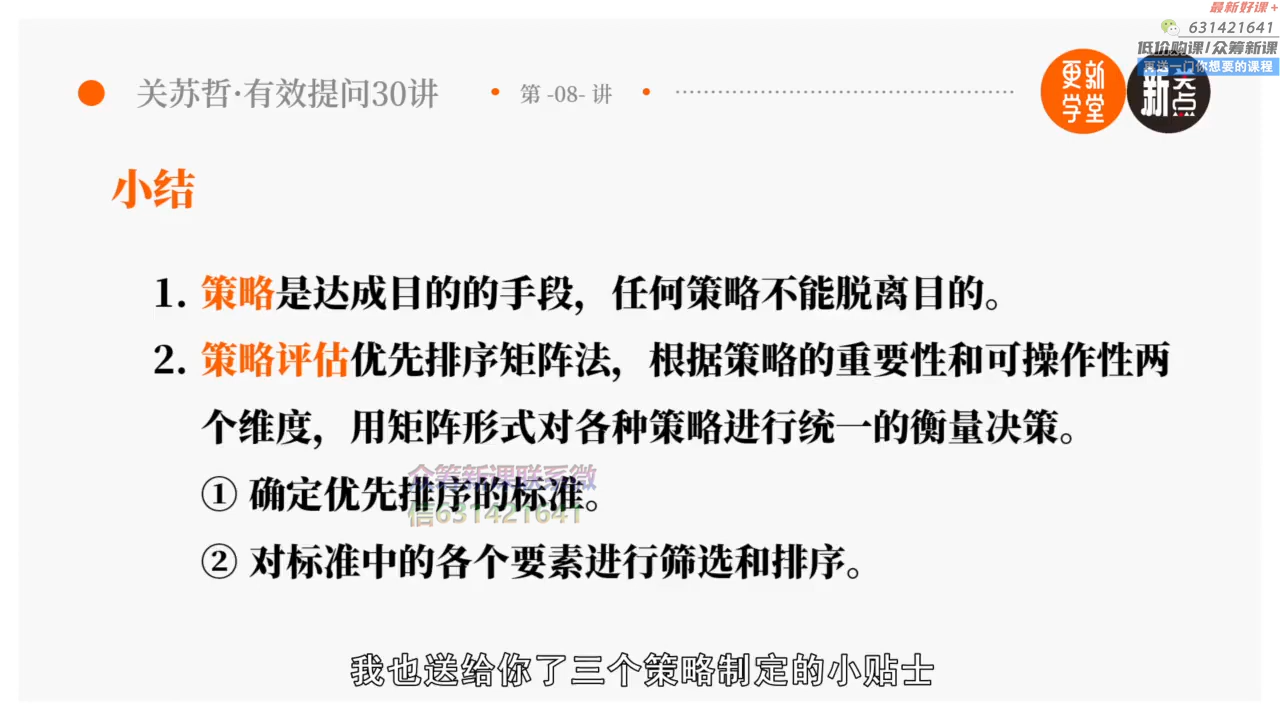 最新好课+
631421641
低价购课/众筹新课
再送一门你想要的课程
关苏哲·有效提问30讲
第 -08- 讲
更新
学堂
新
关点
小结
1. 策略是达成目的的手段，任何策略不能脱离目的。
2. 策略评估优先排序矩阵法，根据策略的重要性和可操作性两
个维度，用矩阵形式对各种策略进行统一的衡量决策。
众筹新课联系微
信631421641
① 确定优先排序的标准。
② 对标准中的各个要素进行筛选和排序。
我也送给你了三个策略制定的小贴士